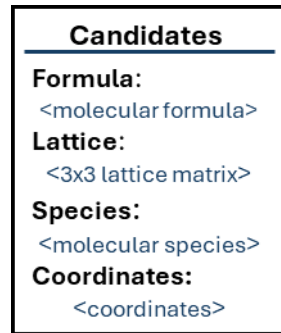 Candidates
Formula:
<molecular formula>
Lattice:
<3x3 lattice matrix>
Species:
<molecular species>
Coordinates:
<coordinates>